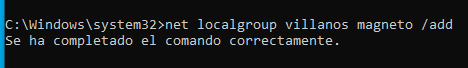 C:\Windows\system32>net localgroup villanos magneto /add
Se ha completado el comando correctamente.